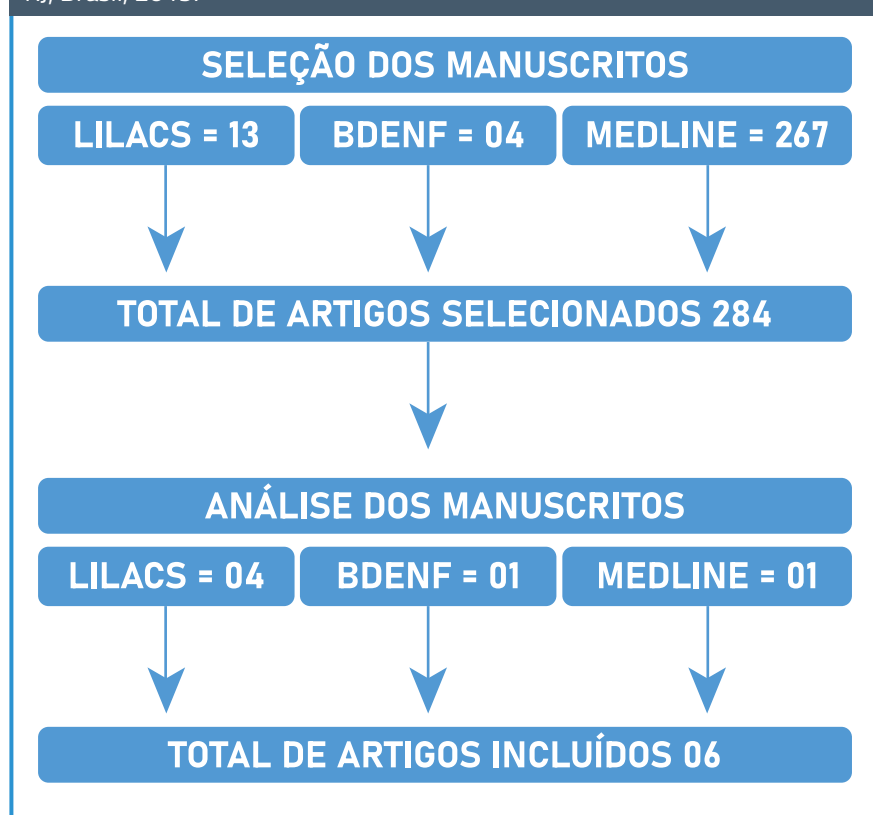 SELEÇÃO DOS MANUSCRITOS
LILACS = 13 BDENF = 04 MEDLINE = 267
TOTAL DE ARTIGOS SELECIONADOS 284
ANÁLISE DOS MANUSCRITOS
LILACS = 04 BDENF = 01 MEDLINE = 01
TOTAL DE ARTIGOS INCLUÍDOS 06